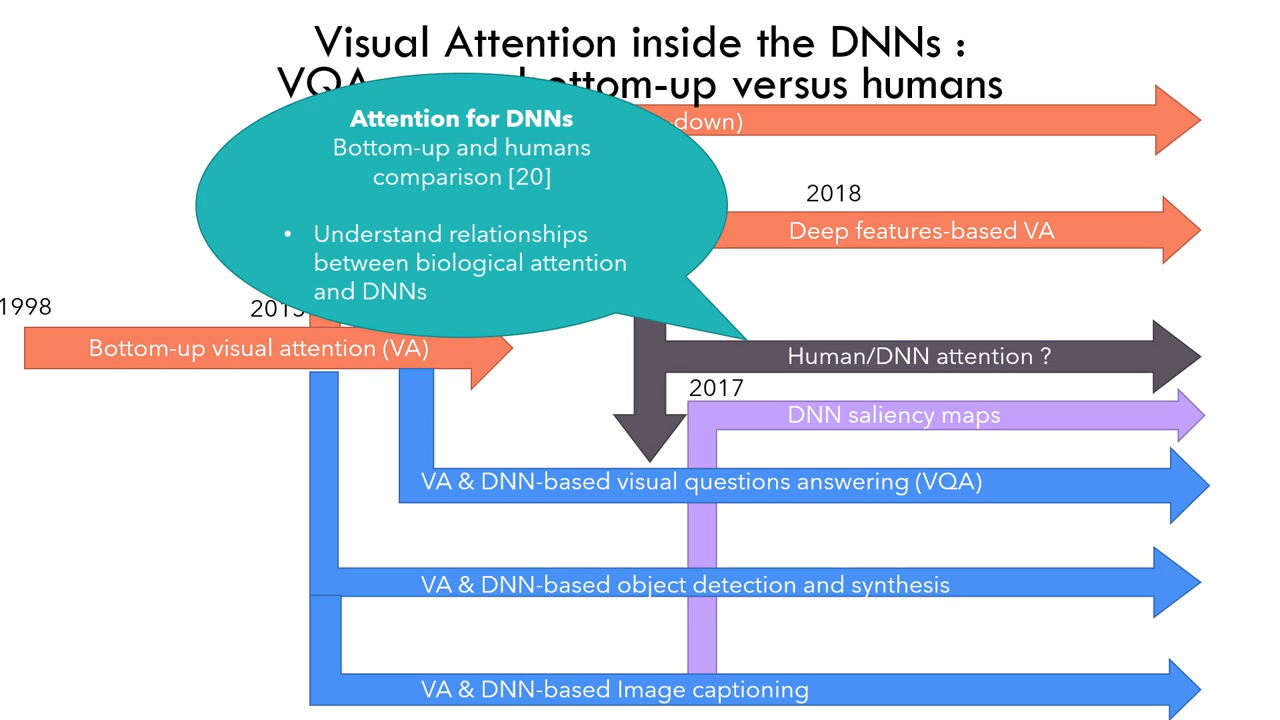 Visual Attention inside the DNNs :
bottom-up versus humans
Attention for DNNs
Bottom-up and humans
comparison [20]
• Understand relationships
between biological attention
and DNNs
-down)
2018
Deep features-based VA
1998
Bottom-up visual attention (VA)
Human/DNN attention ?
2017
DNN saliency maps
VA & DNN-based visual questions answering (VQA)
VA & DNN-based object detection and synthesis
VA & DNN-based Image captioning